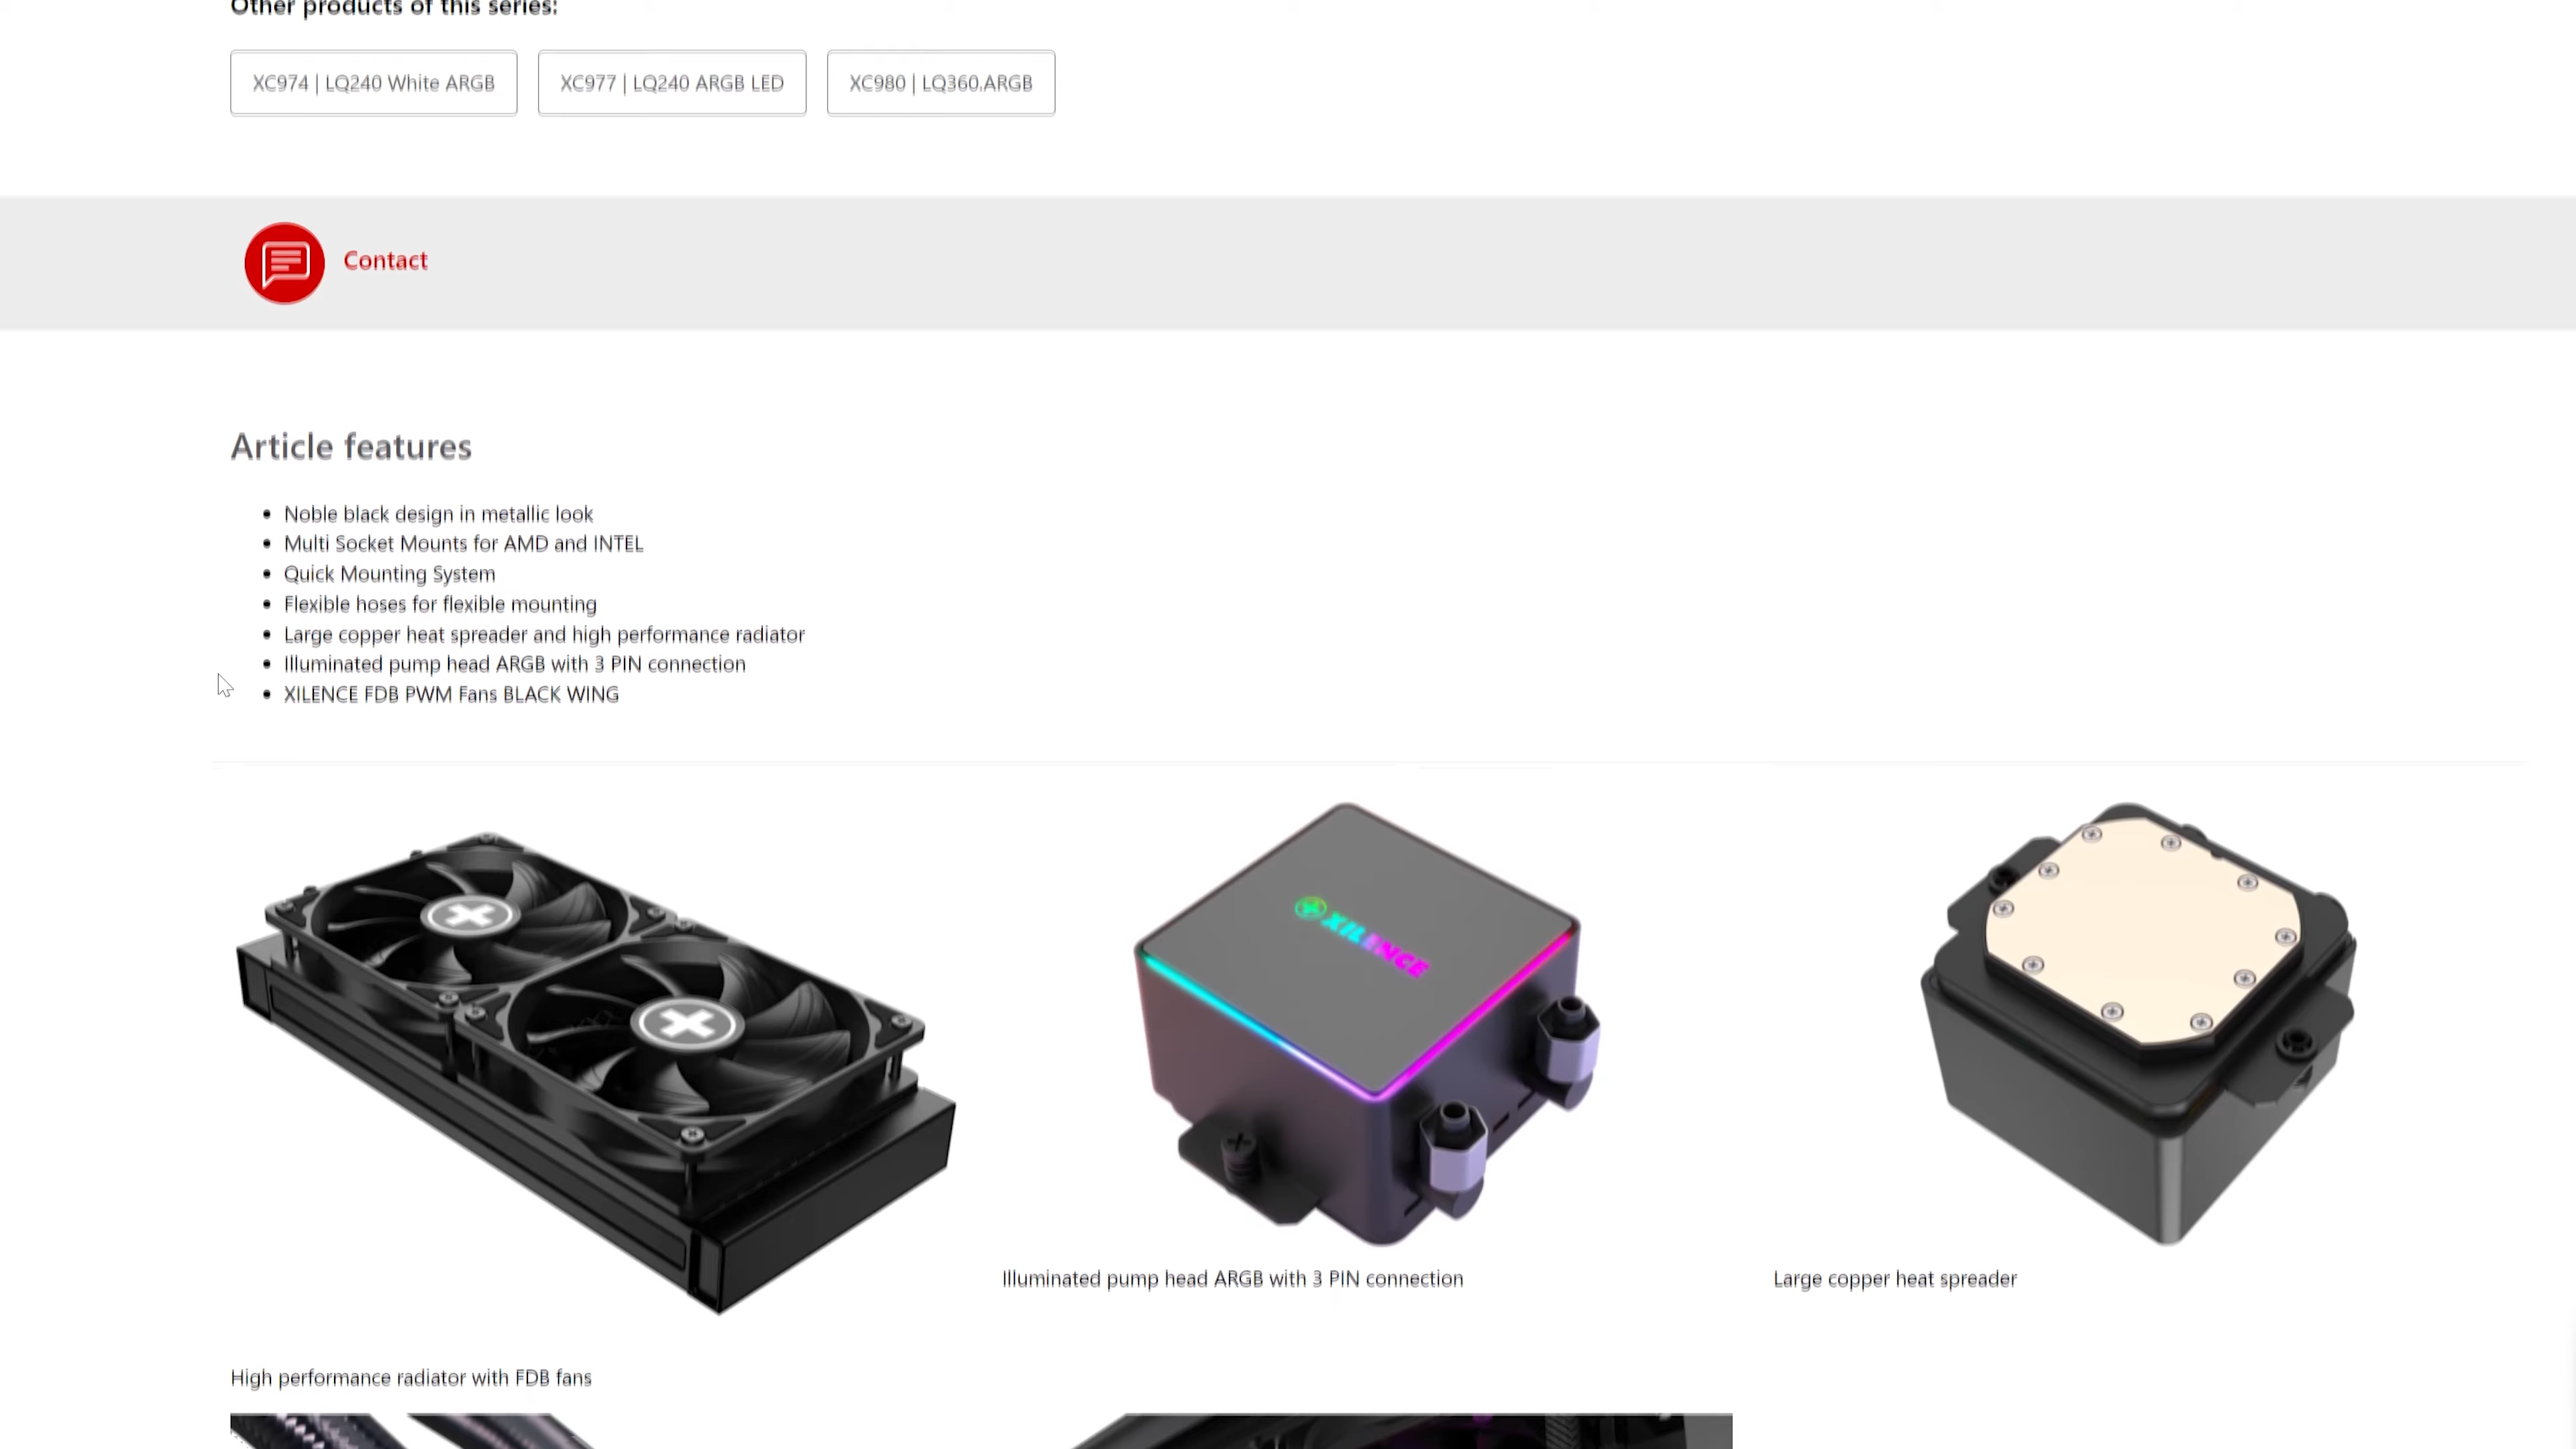 Other products of this series:
XC974 | LQ240 White ARGB
XC977 | LQ240 ARGB LED
XC980 | LQ360.ARGB
Contact
Article features
Noble black design in metallic look
Multi Socket Mounts for AMD and INTEL
Quick Mounting System
Flexible hoses for flexible mounting
Large copper heat spreader and high performance radiator
Illuminated pump head ARGB with 3 PIN connection
XILENCE FDB PWM Fans BLACK WING
XILENCE
Illuminated pump head ARGB with 3 PIN connection
Large copper heat spreader
High performance radiator with FDB fans